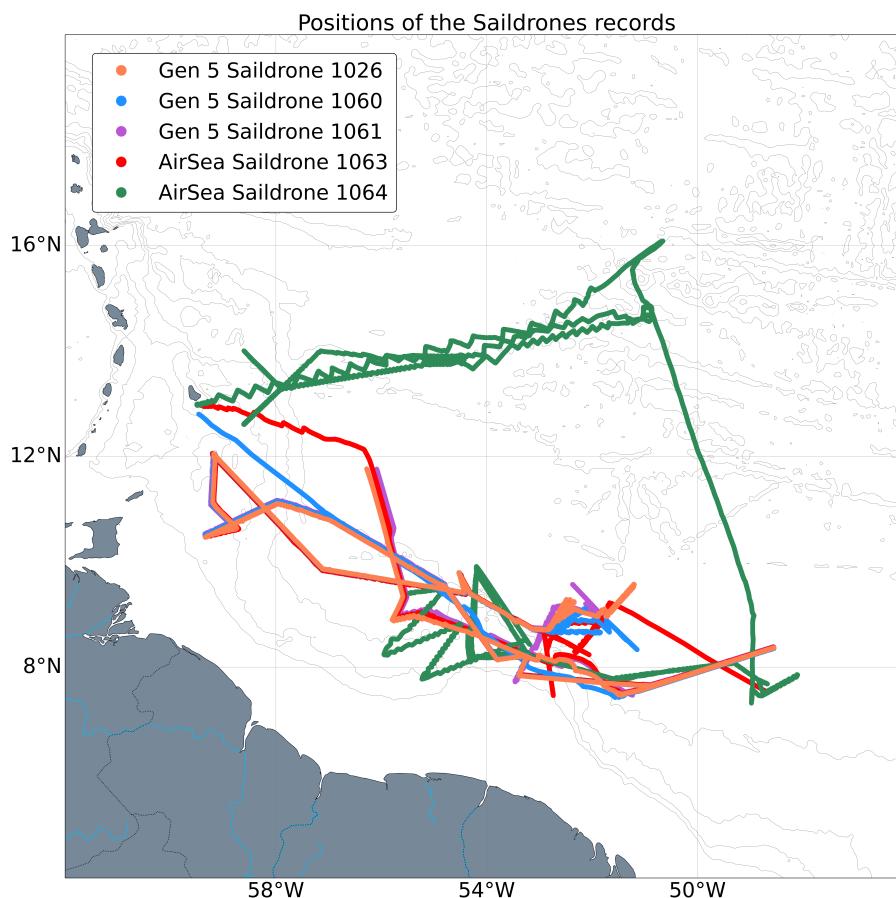 Positions of the Saildrones records
Gen 5 Saildrone 1026
Gen 5 Saildrone 1060
Gen 5 Saildrone 1061
AirSea Saildrone 1063
AirSea Saildrone 1064
16°N
12°N
8°N
58°W 54°W 50°W